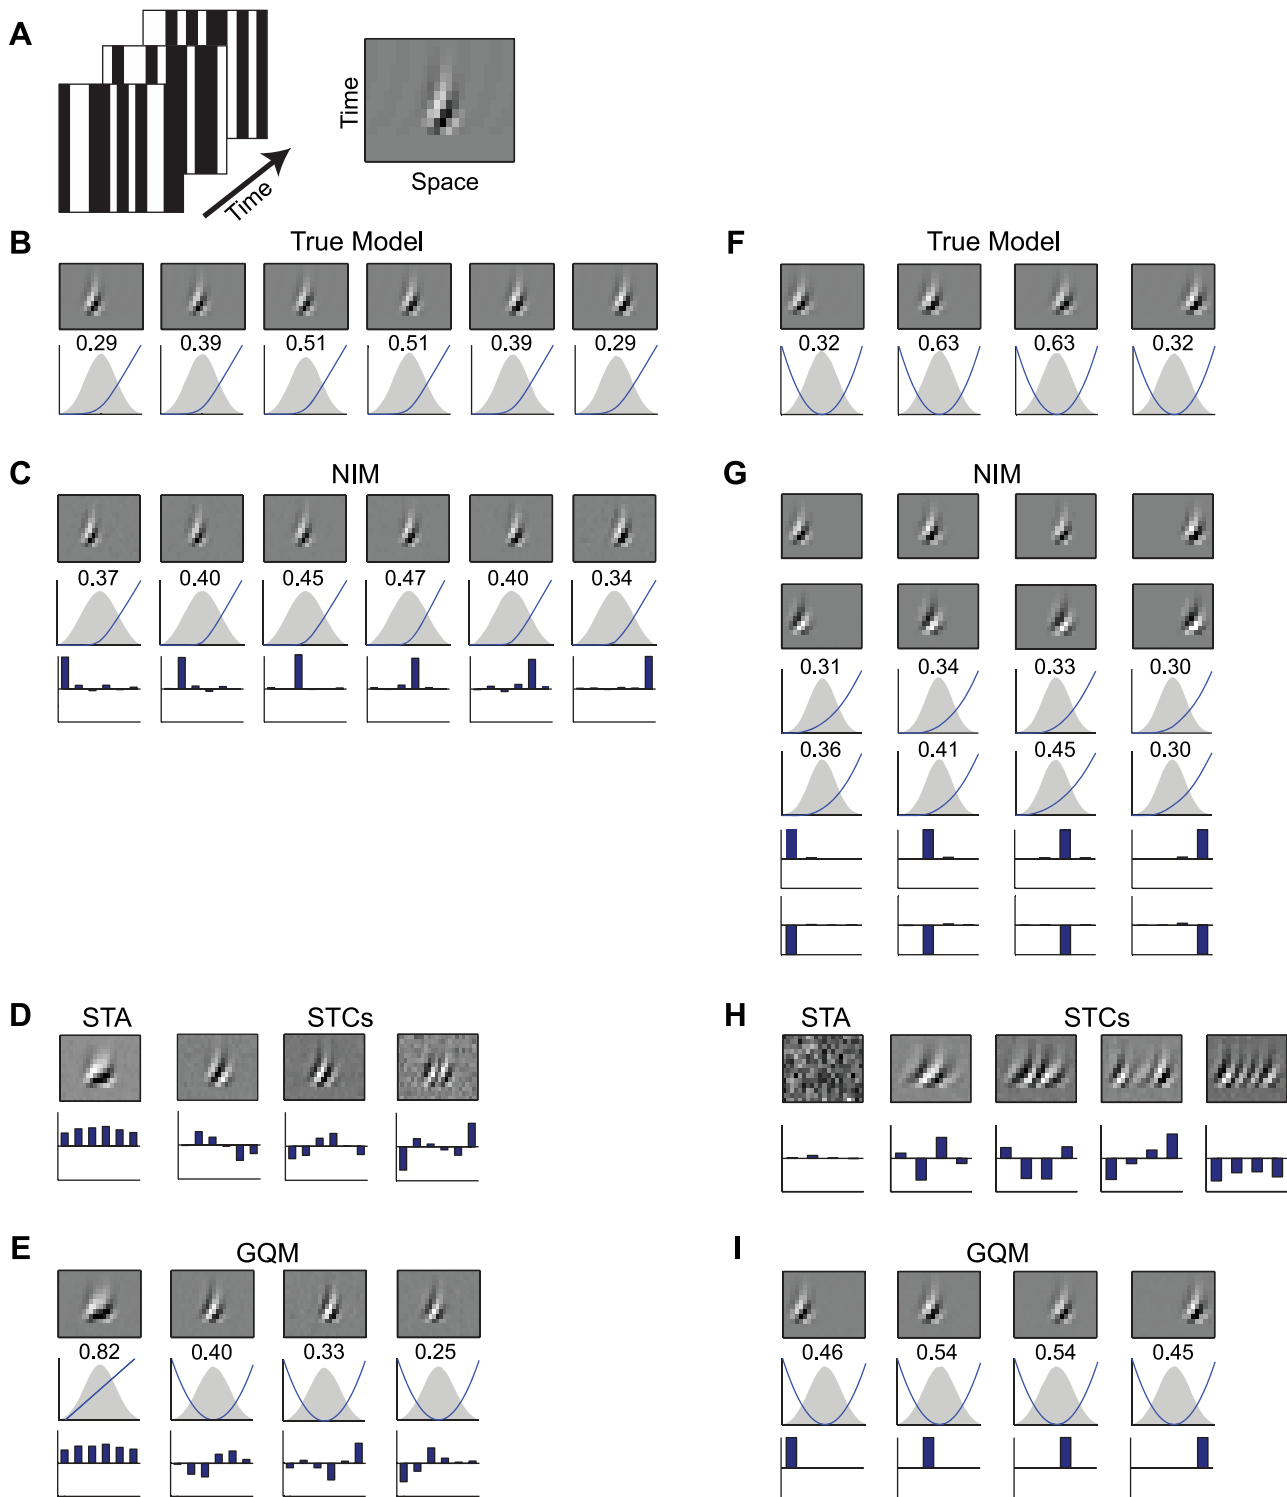 A
Time
Space
Time
B
True Model
0.29 0.39 0.51 0.51 0.39 0.29
C
NIM
0.37 0.40 0.45 0.47 0.40 0.34
D
STA STCs
E
GQM
0.82 0.40 0.33 0.25
F
True Model
0.32 0.63 0.63 0.32
G
NIM
0.31 0.34 0.33 0.30
0.36 0.41 0.45 0.30
H
STA STCs
I
GQM
0.46 0.54 0.54 0.45